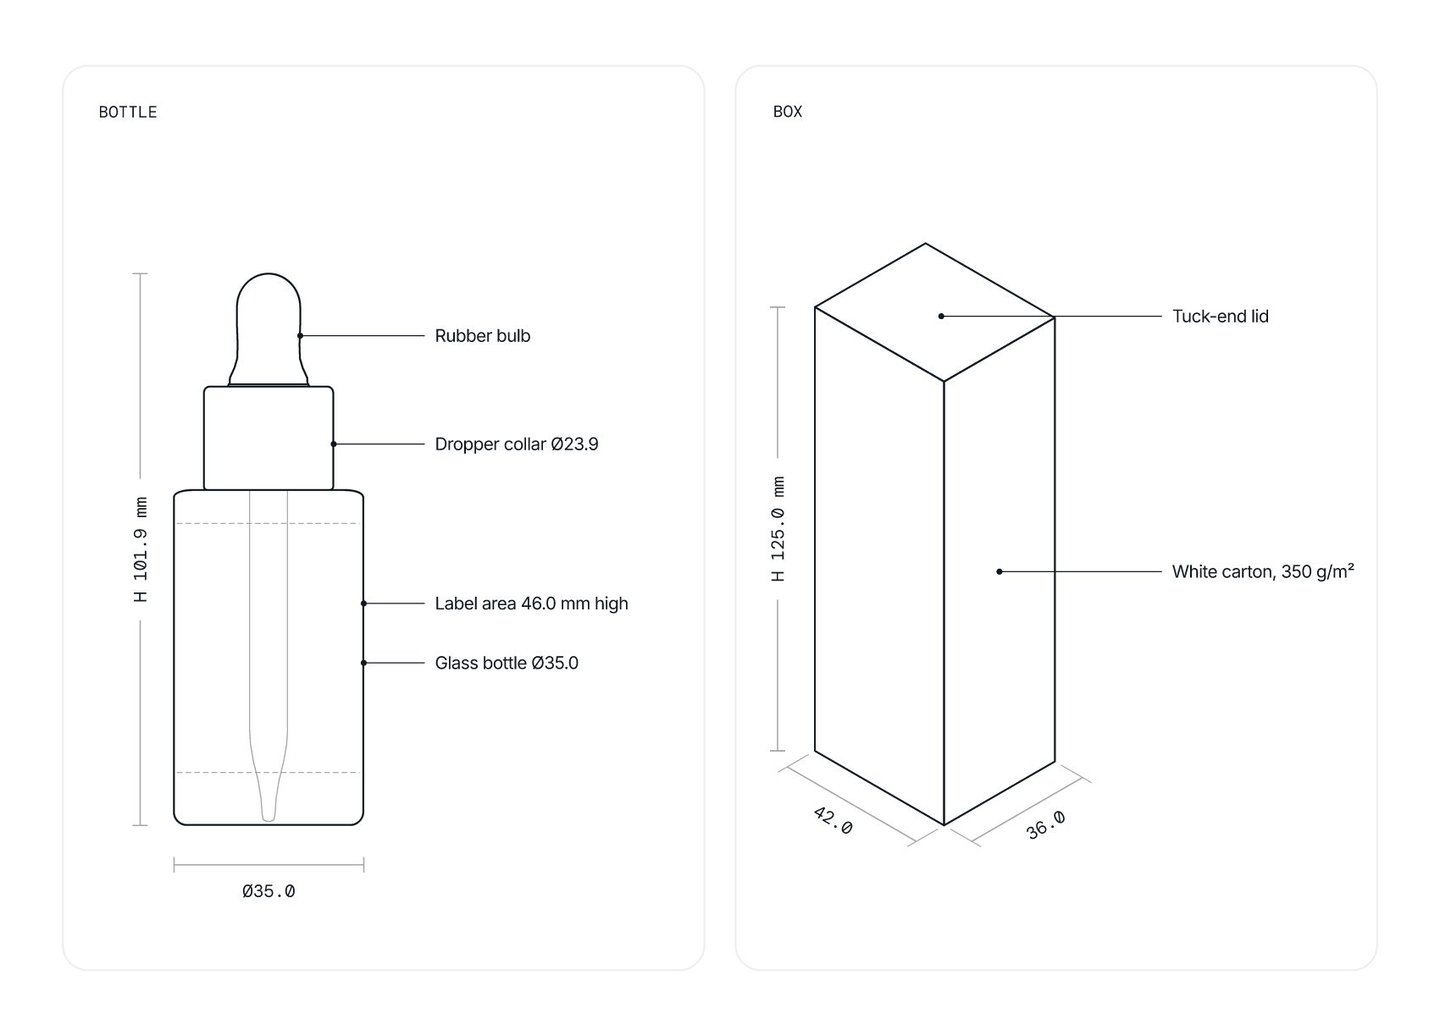 BOTTLE
Rubber bulb
Dropper collar Ø23.9
H 101.9 mm
Label area 46.0 mm high
Glass bottle Ø35.0
Ø35.0
BOX
Tuck-end lid
H 125.0 mm
White carton, 350 g/m²
42.0
36.0